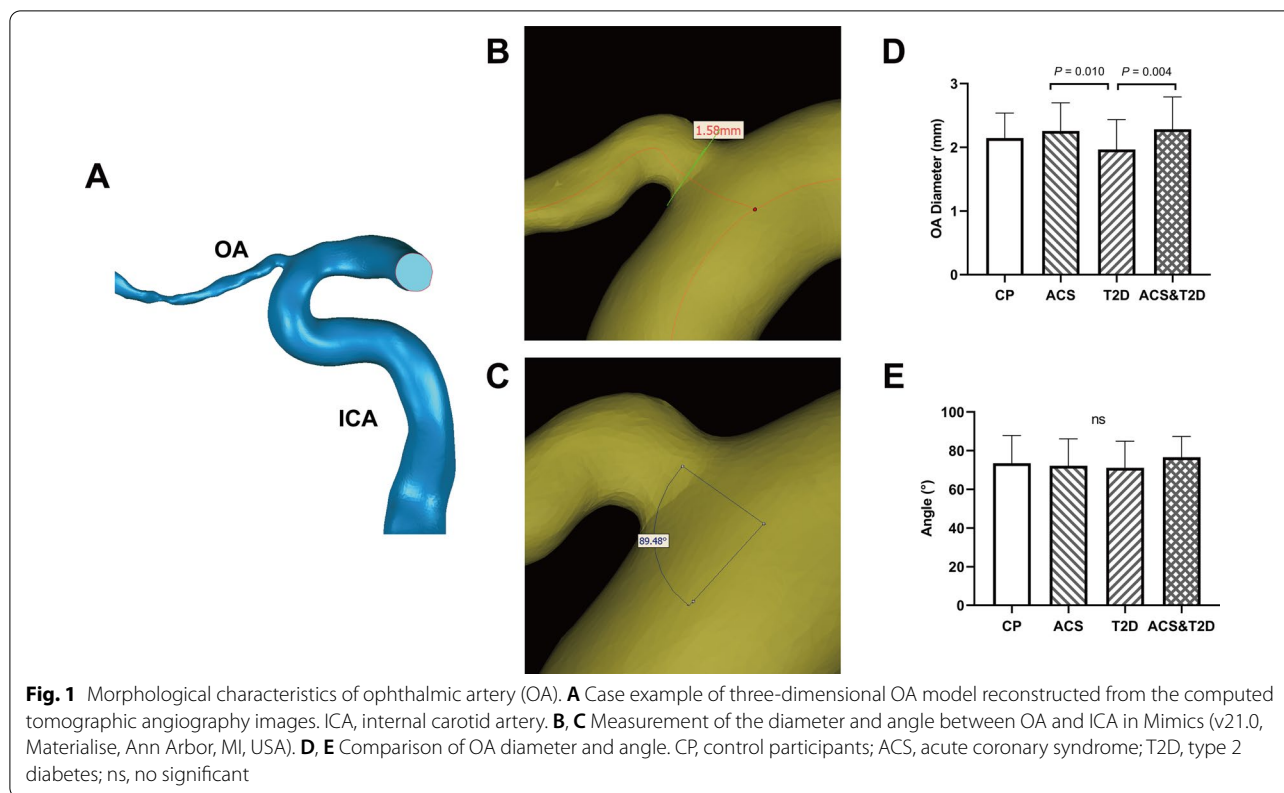 A
OA
ICA
B
1.58mm
C
89.48°
D
P = 0.010
P = 0.004
OA Diameter (mm)
3
2
1
0
CP
ACS
T2D
ACS&T2D
E
ns
Angle (°)
100
80
60
40
20
0
CP
ACS
T2D
ACS&T2D
Fig. 1 Morphological characteristics of ophthalmic artery (OA). A Case example of three-dimensional OA model reconstructed from the computed
tomographic angiography images. ICA, internal carotid artery. B, C Measurement of the diameter and angle between OA and ICA in Mimics (v21.0,
Materialise, Ann Arbor, MI, USA). D, E Comparison of OA diameter and angle. CP, control participants; ACS, acute coronary syndrome; T2D, type 2
diabetes; ns, no significant